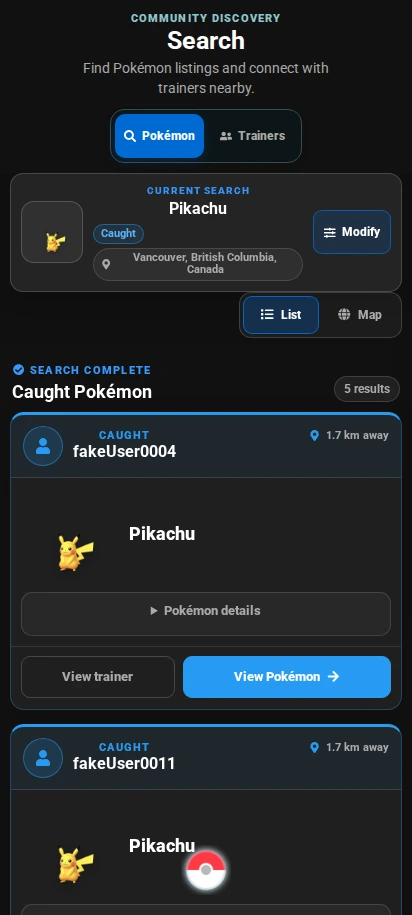 COMMUNITY DISCOVERY
Search
Find Pokémon listings and connect with
trainers nearby.
Pokémon
Trainers
CURRENT SEARCH
Pikachu
Caught
Vancouver, British Columbia,
Canada
Modify
List
Map
SEARCH COMPLETE
Caught Pokémon
5 results
CAUGHT
fakeUser0004
1.7 km away
Pikachu
Pokémon details
View trainer
View Pokémon
CAUGHT
fakeUser0011
1.7 km away
Pikachu